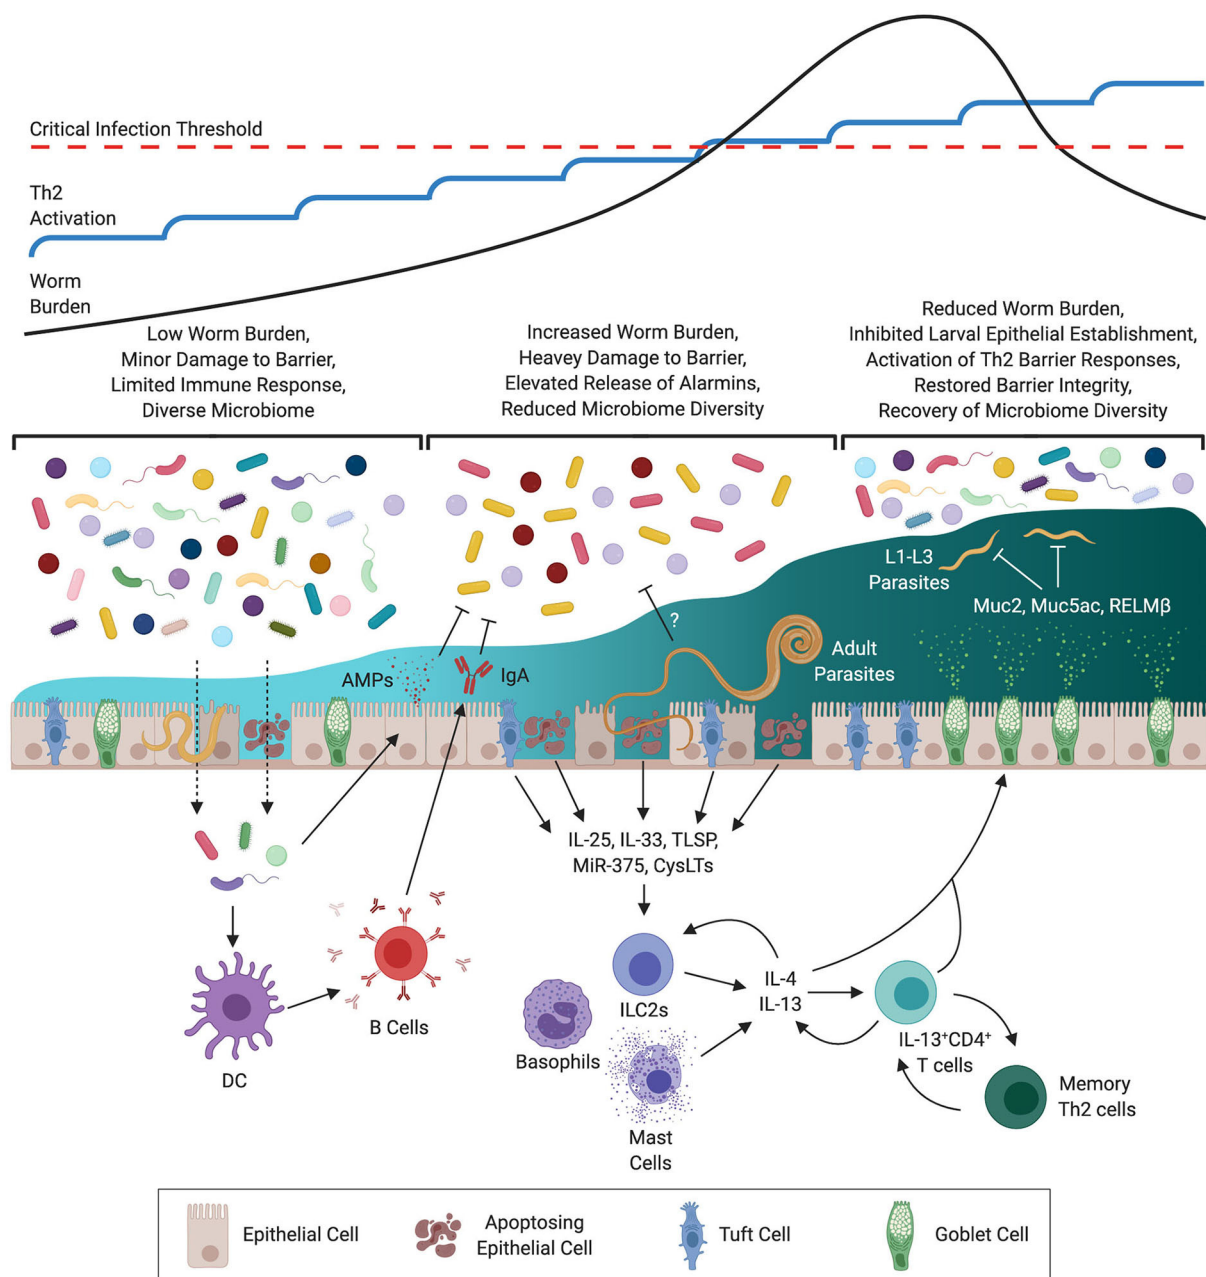 Critical Infection Threshold
Th2
Activation
Worm
Burden
Low Worm Burden,
Minor Damage to Barrier,
Limited Immune Response,
Diverse Microbiome
Increased Worm Burden,
Heavey Damage to Barrier,
Elevated Release of Alarmins,
Reduced Microbiome Diversity
Reduced Worm Burden,
Inhibited Larval Epithelial Establishment,
Activation of Th2 Barrier Responses,
Restored Barrier Integrity,
Recovery of Microbiome Diversity
L1-L3
Parasites
Muc2, Muc5ac, RELMβ
?
AMPs
IgA
Adult
Parasites
IL-25, IL-33, TLSP,
MiR-375, CysLTs
DC
B Cells
Basophils
ILC2s
Mast
Cells
IL-4
IL-13
IL-13⁺CD4⁺
T cells
Memory
Th2 cells
Epithelial Cell
Apoptosing
Epithelial Cell
Tuft Cell
Goblet Cell